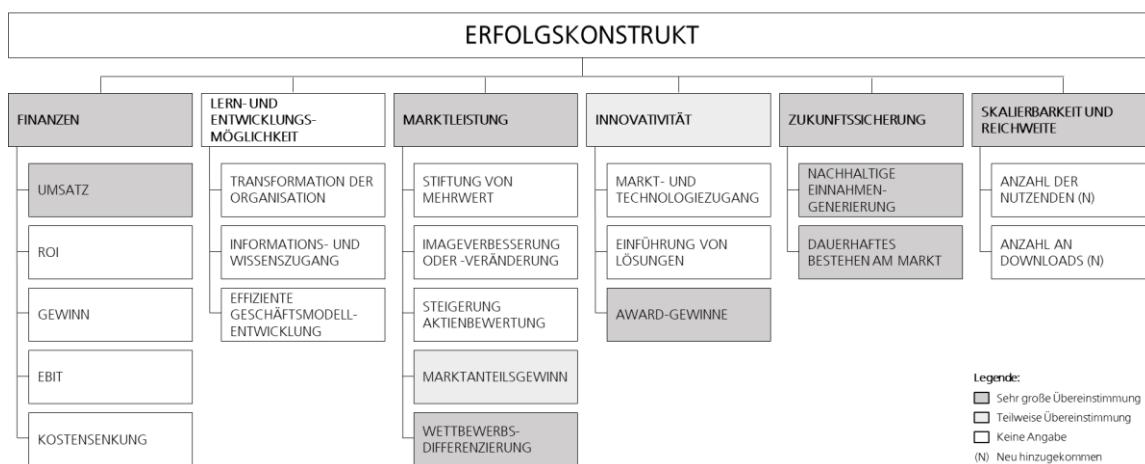 ERFOLGSKONSTRUKT
FINANZEN
UMSATZ
ROI
GEWINN
EBIT
KOSTENSENKUNG
LERN- UND
ENTWICKLUNGS-
MÖGLICHKEIT
TRANSFORMATION DER
ORGANISATION
INFORMATIONS- UND
WISSENSZUGANG
EFFIZIENTE
GESCHÄFTSMODELL-
ENTWICKLUNG
MARKTLEISTUNG
STIFTUNG VON
MEHRWERT
IMAGEVERBESSERUNG
ODER -VERÄNDERUNG
STEIGERUNG
AKTIENBEWERTUNG
MARKTANTEILSGEWINN
WETTBEWERBS-
DIFFERENZIERUNG
INNOVATIVITÄT
MARKT- UND
TECHNOLOGIEZUGANG
EINFÜHRUNG VON
LÖSUNGEN
AWARD-GEWINNE
ZUKUNFTSSICHERUNG
NACHHALTIGE
EINNAHMEN-
GENERIERUNG
DAUERHAFTES
BESTEHEN AM MARKT
SKALIERBARKEIT UND
REICHWEITE
ANZAHL DER
NUTZENDEN (N)
ANZAHL AN
DOWNLOADS (N)
Legende:
Sehr große Übereinstimmung
Teilweise Übereinstimmung
Keine Angabe
(N) Neu hinzugekommen